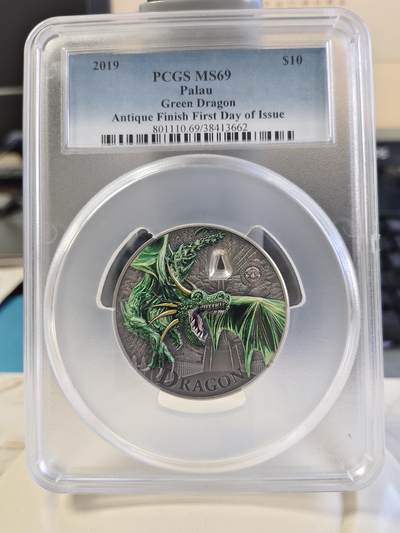 2019 $10
PCGS MS69
Palau
Green Dragon
Antique Finish First Day of Issue
801110.69/38413662
DRAGON